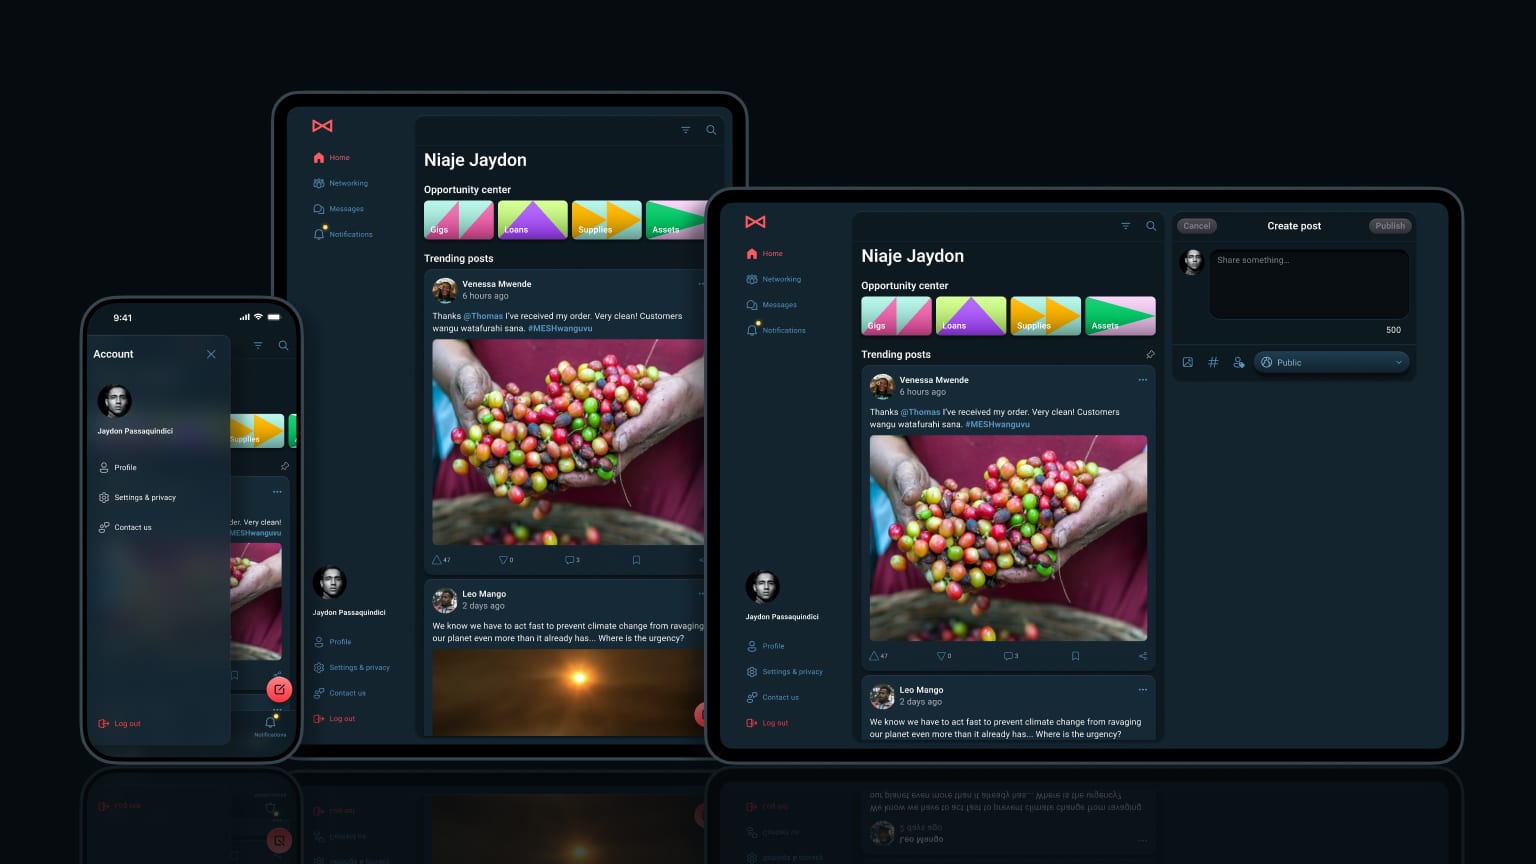 9:41
Account
Jaydon Passaquindici
Profile
Settings & privacy
Contact us
Log out
Supplies
der. Very clean!
#MESHwanguvu
Notifications
Home
Networking
Messages
Notifications
Jaydon Passaquindici
Profile
Settings & privacy
Contact us
Log out
Niaje Jaydon
Opportunity center
Gigs
Loans
Supplies
Assets
Trending posts
Venessa Mwende
6 hours ago
Thanks @Thomas I've received my order. Very clean! Customers
wangu watafurahi sana. #MESHwanguvu
47
0
3
Leo Mango
2 days ago
We know we have to act fast to prevent climate change from ravaging
our planet even more than it already has... Where is the urgency?
Home
Networking
Messages
Notifications
Jaydon Passaquindici
Profile
Settings & privacy
Contact us
Log out
Niaje Jaydon
Opportunity center
Gigs
Loans
Supplies
Assets
Trending posts
Venessa Mwende
6 hours ago
Thanks @Thomas I've received my order. Very clean! Customers
wangu watafurahi sana. #MESHwanguvu
47
0
3
Leo Mango
2 days ago
We know we have to act fast to prevent climate change from ravaging
our planet even more than it already has... Where is the urgency?
Cancel
Create post
Publish
Share something...
500
Public